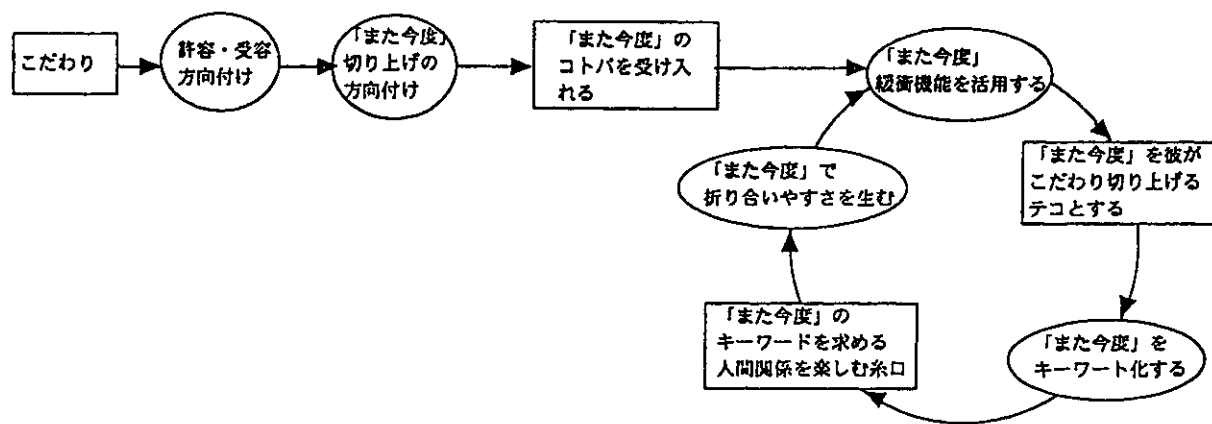 こだわり
許容・受容
方向付け
「また今度」
切り上げの
方向付け
「また今度」の
コトバを受け入
れる
「また今度」
緩衝機能を活用する
「また今度」を彼が
こだわり切り上げる
テコとする
「また今度」を
キーワート化する
「また今度」の
キーワードを求める
人間関係を楽しむ糸口
「また今度」で
折り合いやすさを生む